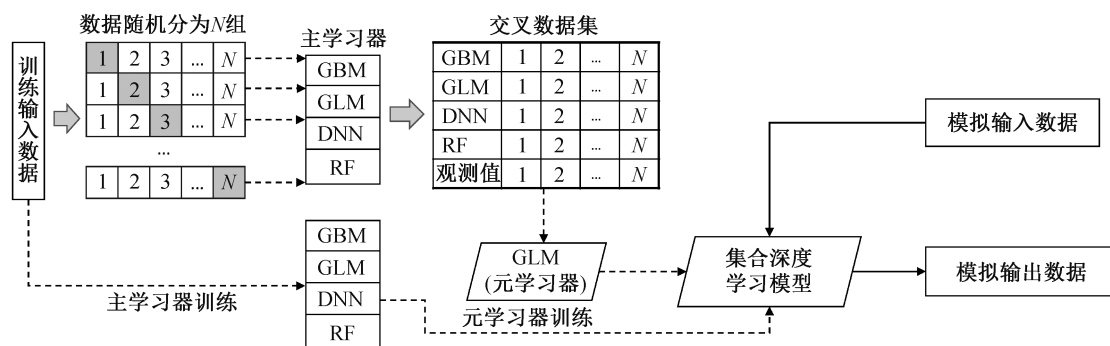 数据随机分为N组
训练输入数据
1 2 3 ... N
1 2 3 ... N
1 2 3 ... N
...
1 2 3 ... N
主学习器
GBM
GLM
DNN
RF
交叉数据集
GBM 1 2 ... N
GLM 1 2 ... N
DNN 1 2 ... N
RF 1 2 ... N
观测值 1 2 ... N
模拟输入数据
GBM
GLM
DNN
RF
主学习器训练
GLM
(元学习器)
元学习器训练
集合深度
学习模型
模拟输出数据